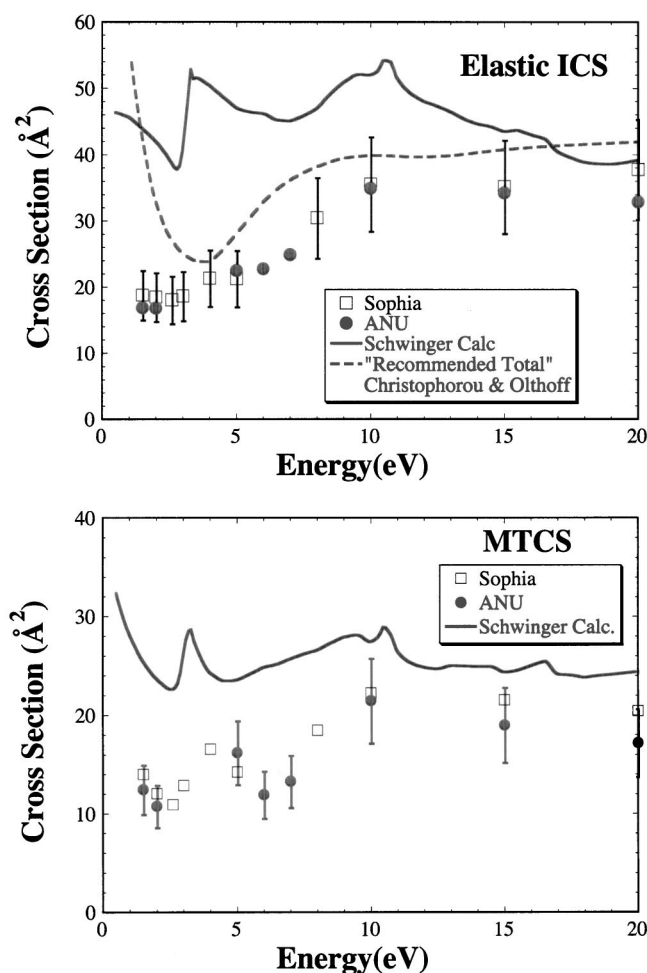 Elastic ICS
Cross Section (Å²)
60
50
40
30
20
10
0
Sophia
ANU
Schwinger Calc
"Recommended Total"
Christophorou & Olthoff
0 5 10 15 20
Energy(eV)
MTCS
Cross Section (Å²)
40
30
20
10
0
Sophia
ANU
Schwinger Calc.
0 5 10 15 20
Energy(eV)